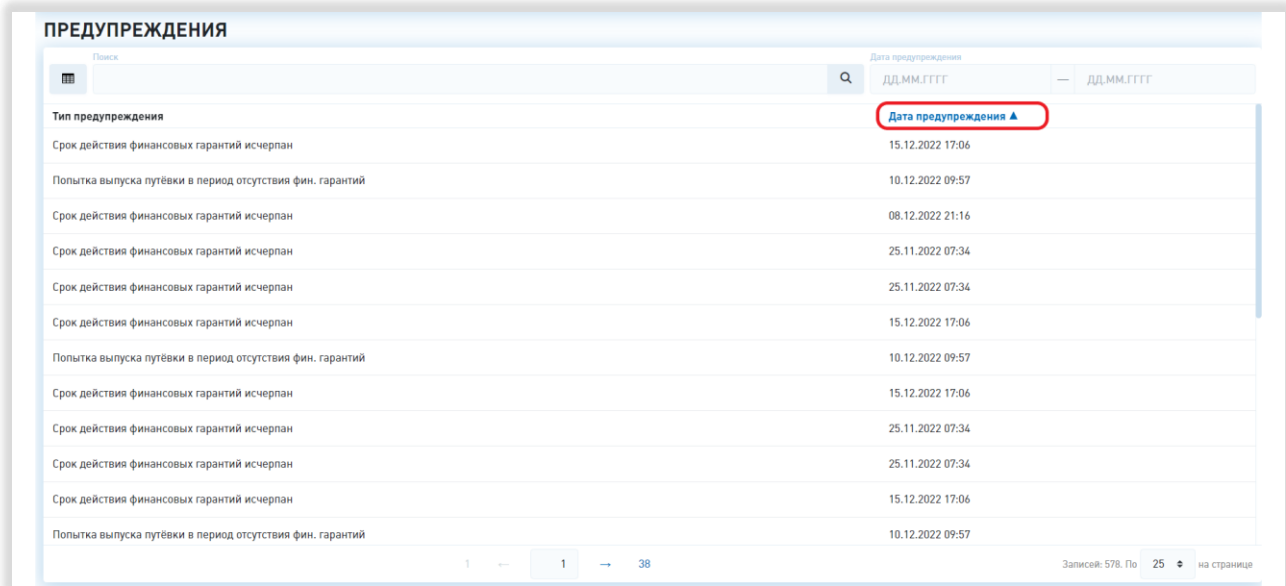 ПРЕДУПРЕЖДЕНИЯ
Поиск Дата предупреждения
ДД.ММ.ГГГГ — ДД.ММ.ГГГГ
Тип предупреждения Дата предупреждения ▲
Срок действия финансовых гарантий исчерпан 15.12.2022 17:06
Попытка выпуска путёвки в период отсутствия фин. гарантий 10.12.2022 09:57
Срок действия финансовых гарантий исчерпан 08.12.2022 21:16
Срок действия финансовых гарантий исчерпан 25.11.2022 07:34
Срок действия финансовых гарантий исчерпан 25.11.2022 07:34
Срок действия финансовых гарантий исчерпан 15.12.2022 17:06
Попытка выпуска путёвки в период отсутствия фин. гарантий 10.12.2022 09:57
Срок действия финансовых гарантий исчерпан 15.12.2022 17:06
Срок действия финансовых гарантий исчерпан 25.11.2022 07:34
Срок действия финансовых гарантий исчерпан 25.11.2022 07:34
Срок действия финансовых гарантий исчерпан 15.12.2022 17:06
Попытка выпуска путёвки в период отсутствия фин. гарантий 10.12.2022 09:57
1 ← 1 → 38 Записей: 578. По 25 на странице